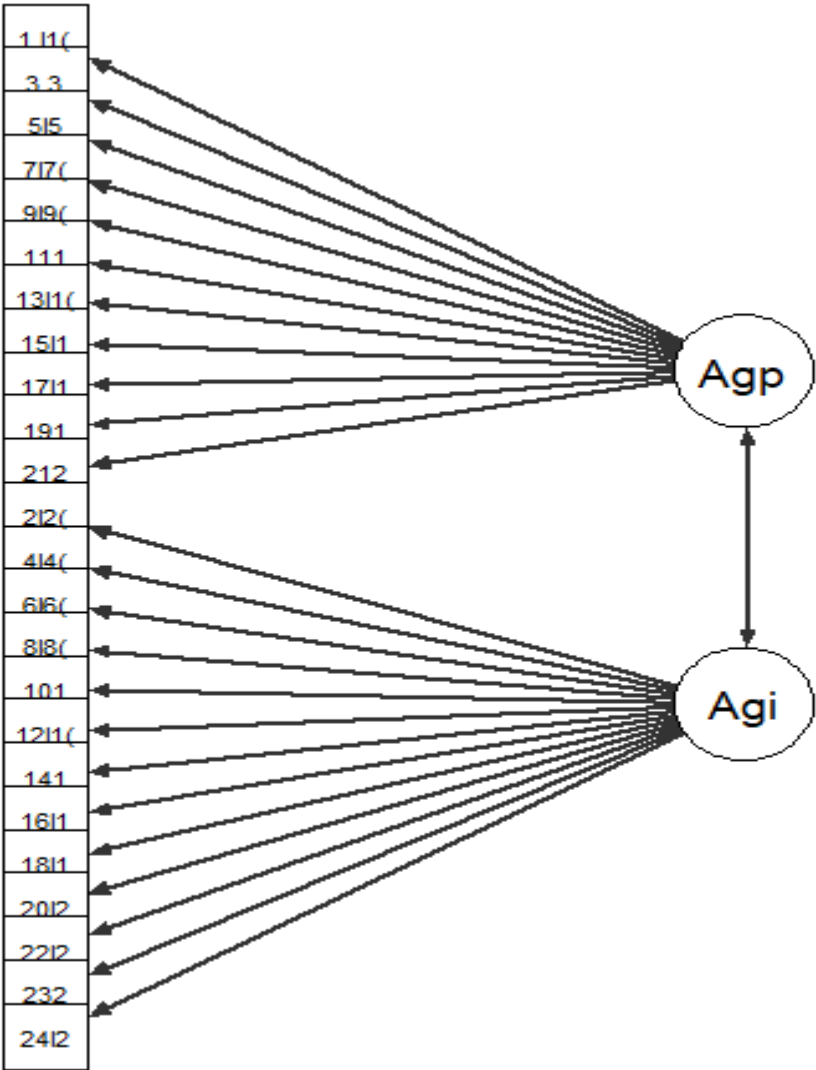 1 I1(
3.3
5I5
7I7(
9I9(
111
13I1(
15I1
17I1
191
212
2I2(
4I4(
6I6(
8I8(
101
12I1(
141
16I1
18I1
20I2
22I2
232
24I2
Agp
Agi